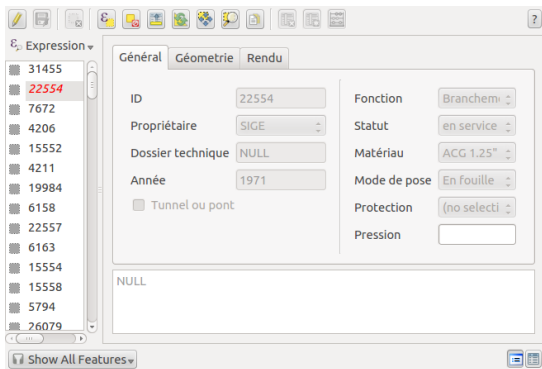 ?
Expression
31455
22554
7672
4206
15552
4211
19984
6158
22557
6163
15554
15558
5794
26079
Général Géometrie Rendu
ID 22554
Propriétaire SIGE
Dossier technique NULL
Année 1971
Tunnel ou pont
Fonction Branchem
Statut en service
Matériau ACG 1.25"
Mode de pose En fouille
Protection (no selecti
Pression
NULL
Show All Features